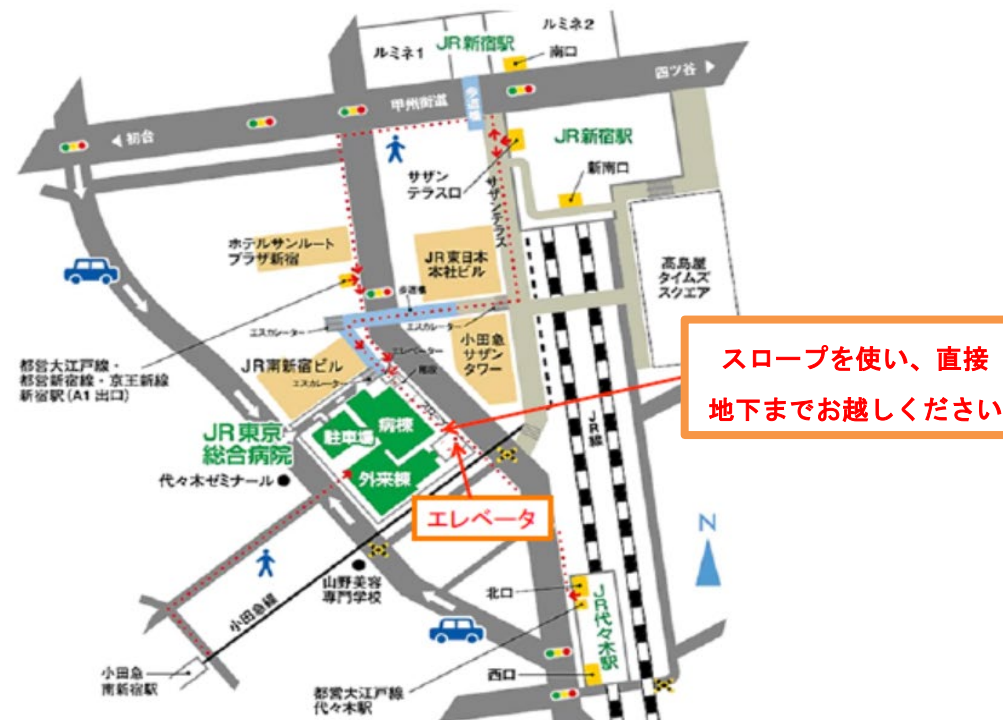 ルミネ1
JR新宿駅
ルミネ2
南口
四ツ谷
甲州街道
歩道橋
初台
JR新宿駅
サザン
テラス口
新南口
サザンテラス
ホテルサンルート
プラザ新宿
JR東日本
本社ビル
高島屋
タイムズ
スクエア
歩道橋
エスカレーター
エスカレーター
小田急
サザン
タワー
都営大江戸線・
都営新宿線・京王新線
新宿駅(A1出口)
JR南新宿ビル
エレベーター
階段
エスカレーター
スロープを使い、直接
地下までお越しください
JR線
病棟
駐車場
外来棟
JR東京
総合病院
代々木ゼミナール
エレベータ
N
山野美容
専門学校
小田急線
北口
JR代々木駅
西口
小田急
南新宿駅
都営大江戸線
代々木駅